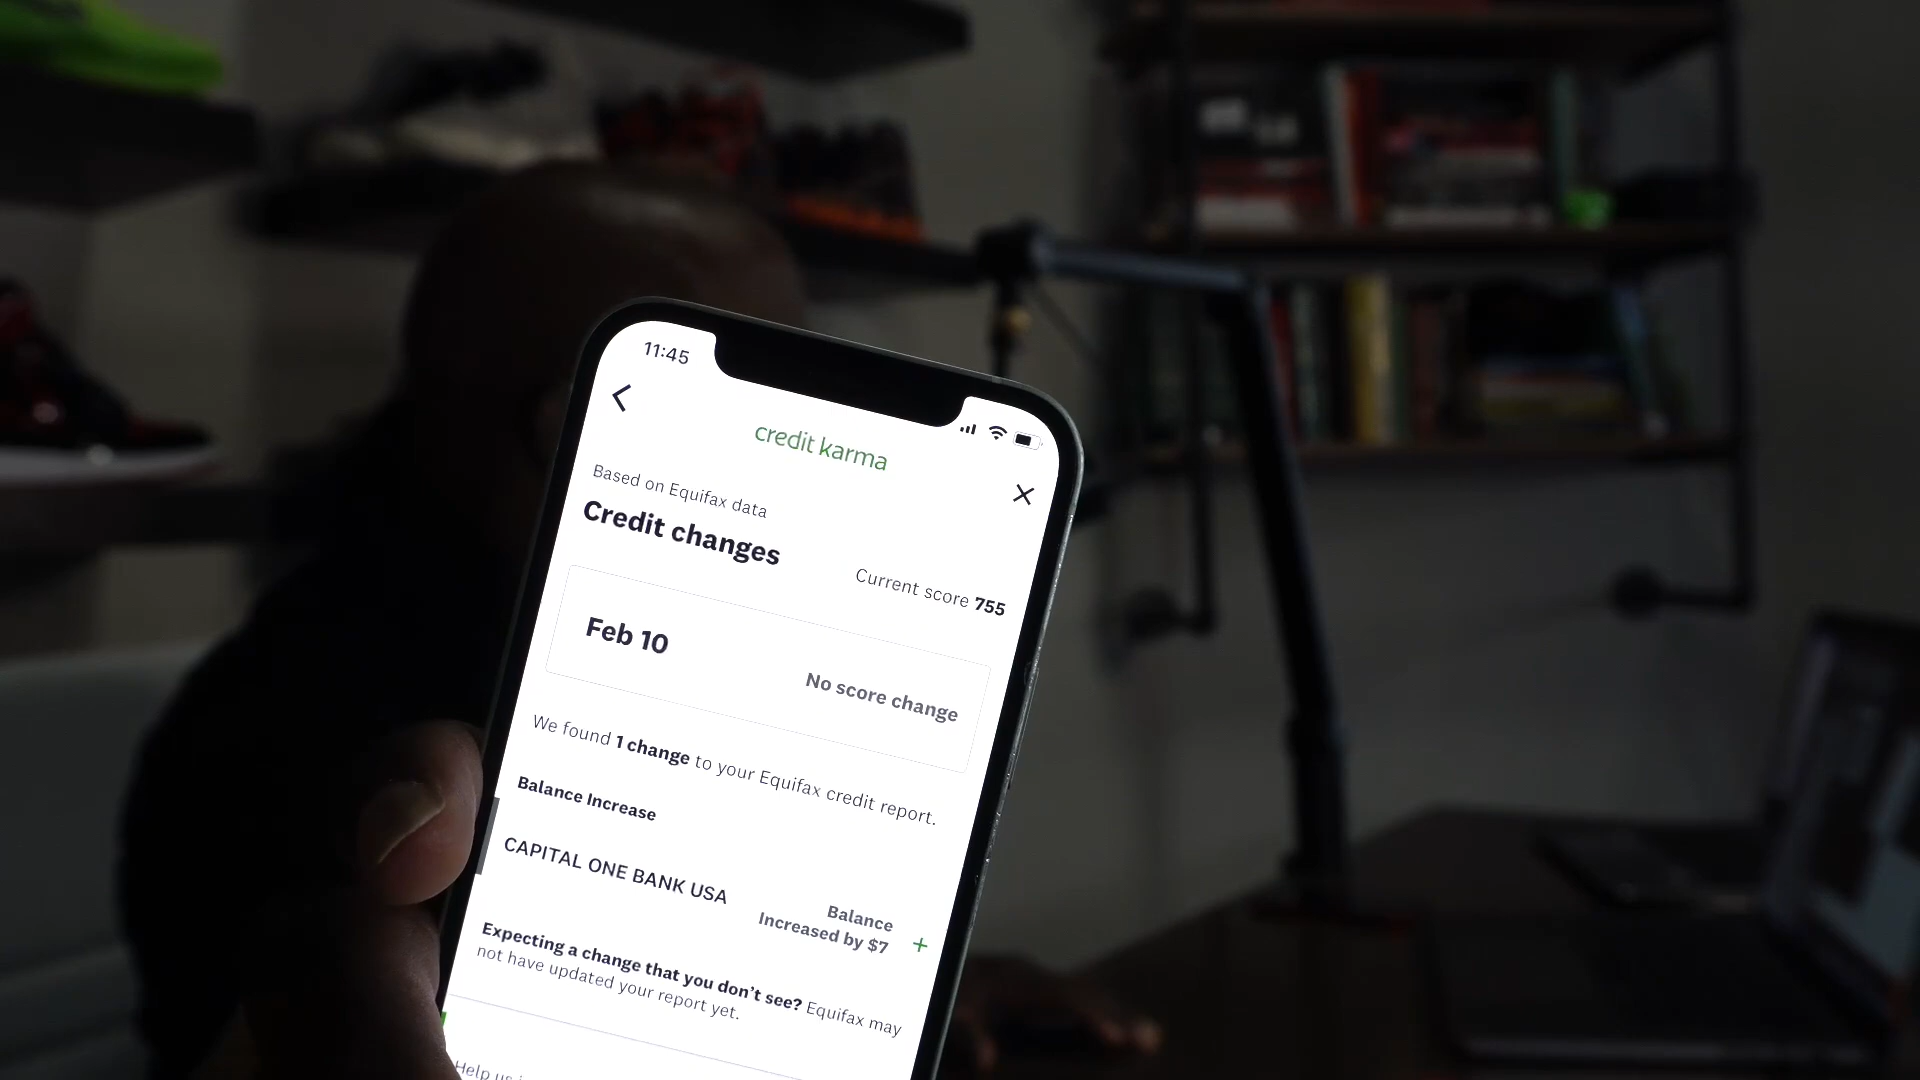 11:45
credit karma
Based on Equifax data
Credit changes
Current score 755
Feb 10
No score change
We found 1 change to your Equifax credit report.
Balance Increase
CAPITAL ONE BANK USA
Balance
Increased by $7
+
Expecting a change that you don't see? Equifax may
not have updated your report yet.
Help us